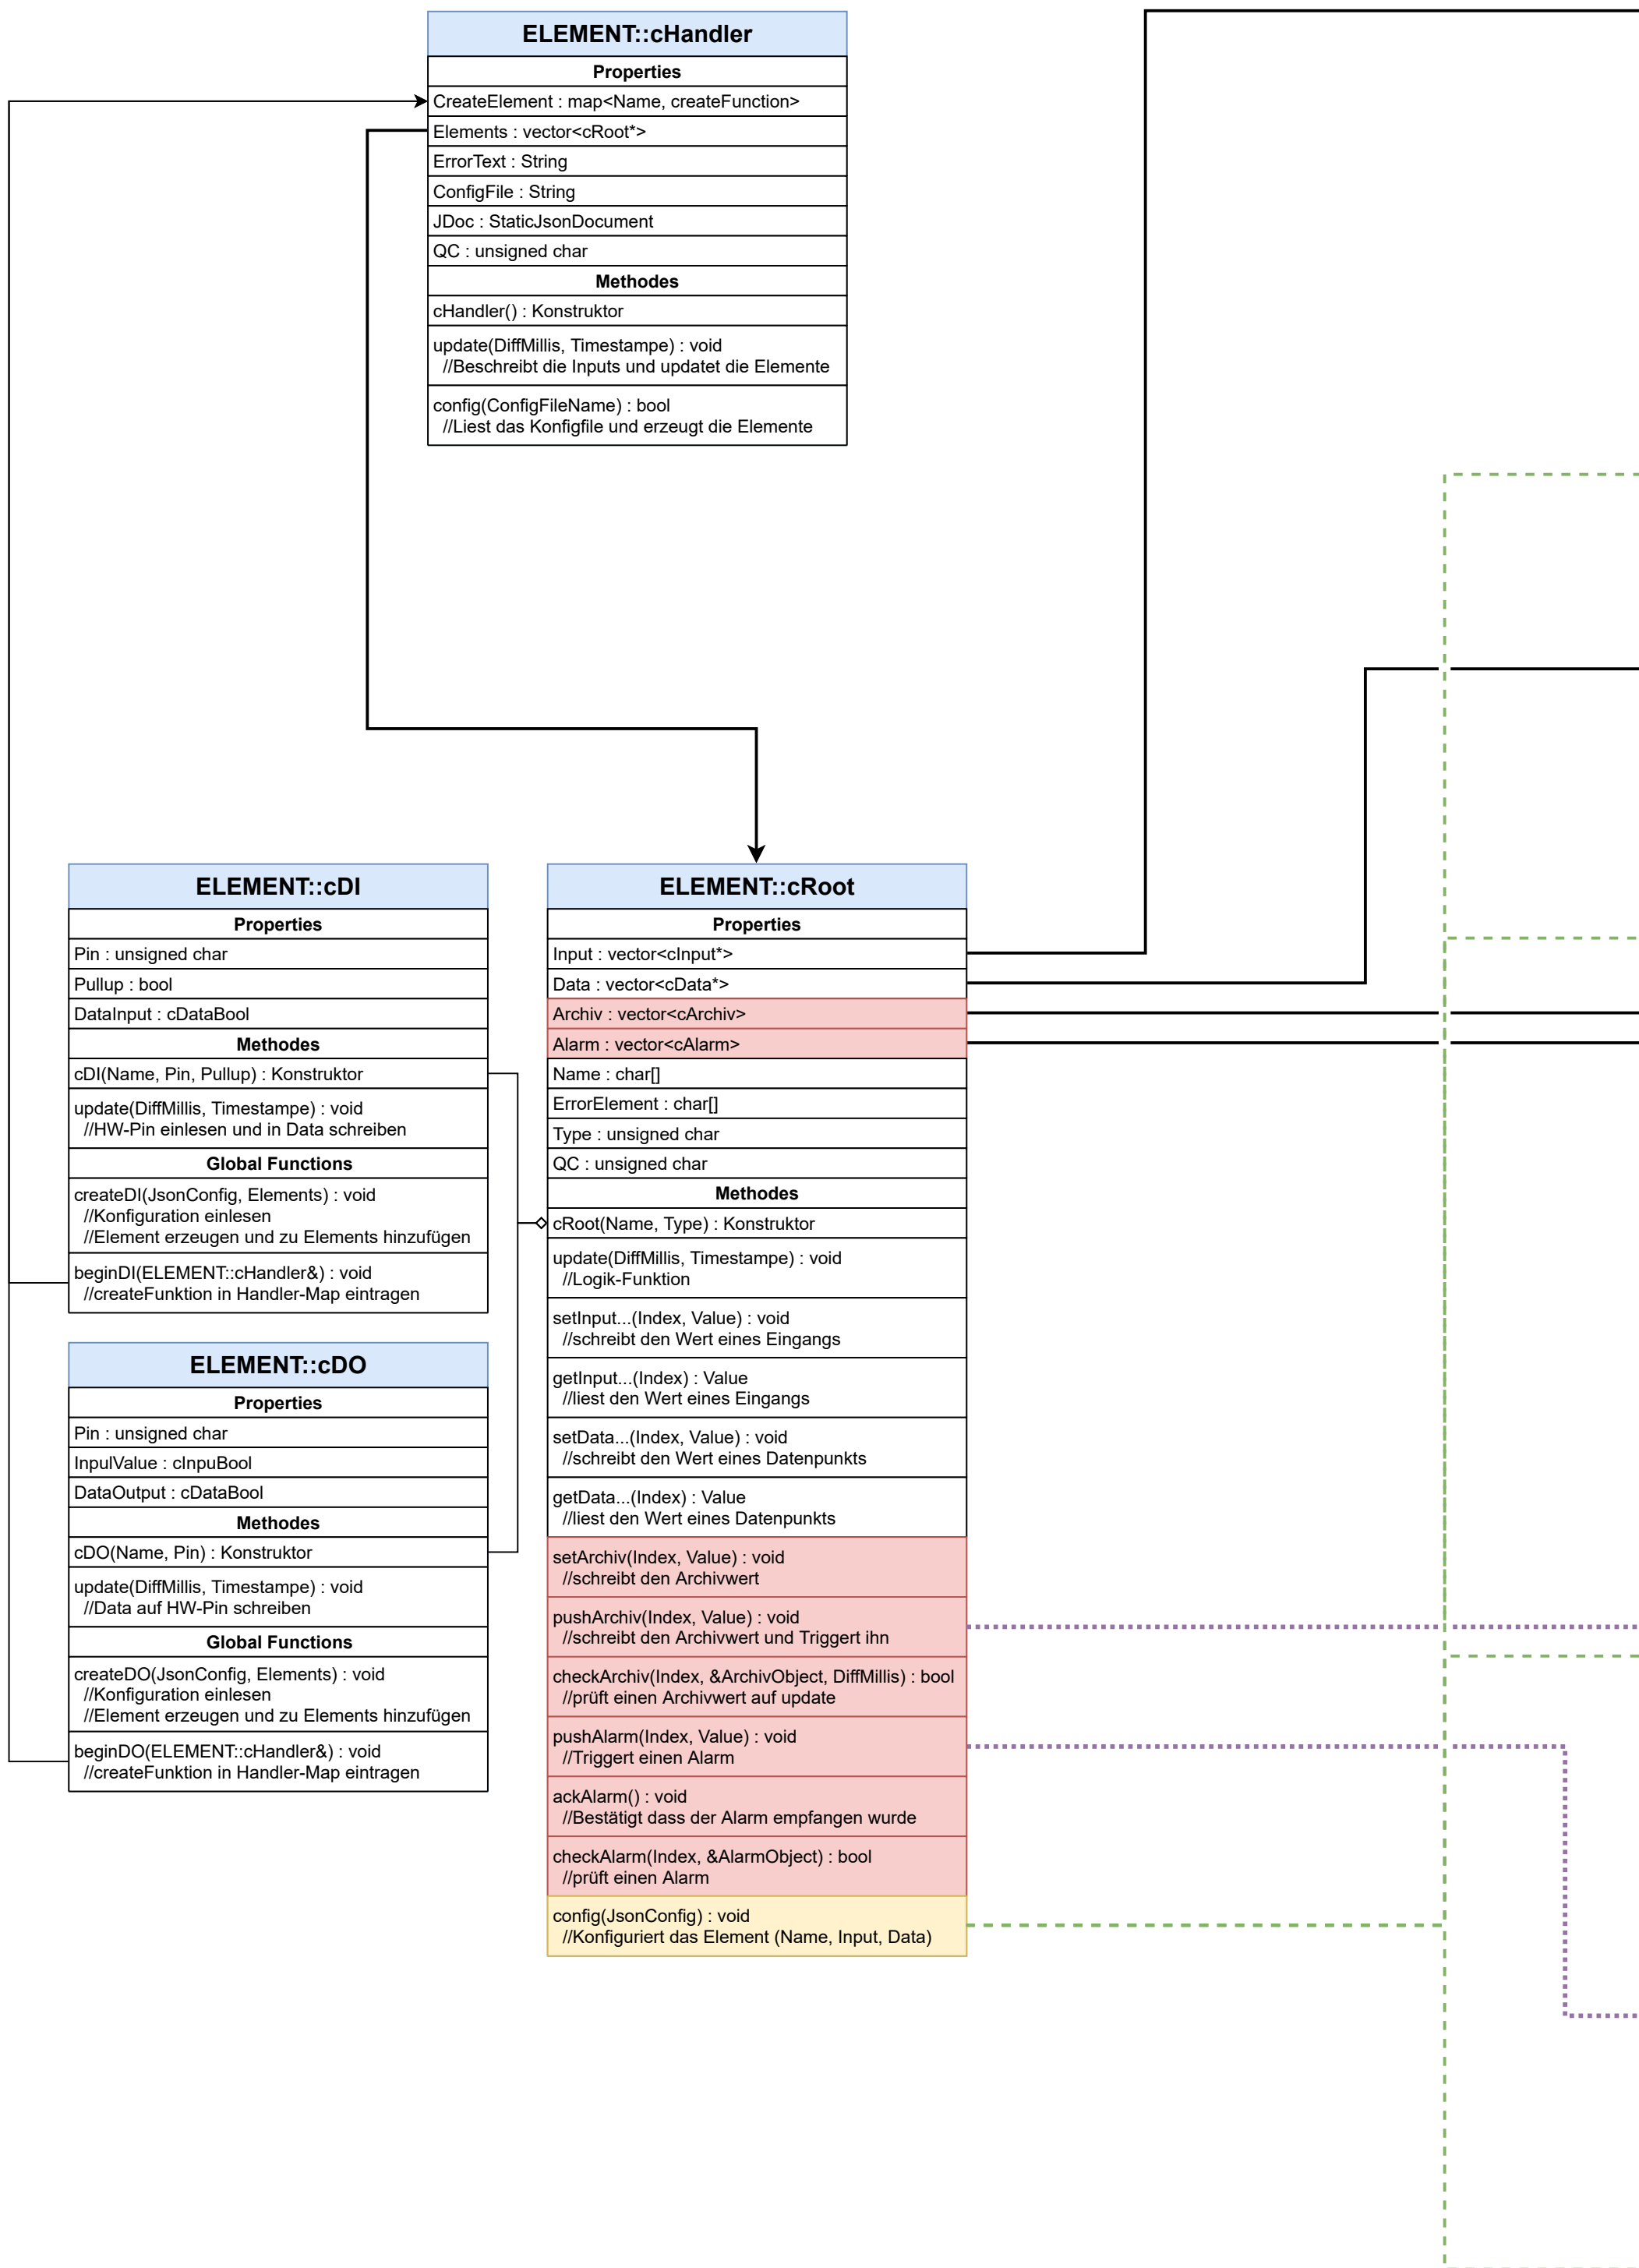 ELEMENT::cHandler
Properties
CreateElement : map<Name, createFunction>
Elements : vector<cRoot*>
ErrorText : String
ConfigFile : String
JDoc : StaticJsonDocument
QC : unsigned char
Methodes
cHandler() : Konstruktor
update(DiffMillis, Timestampe) : void
//Beschreibt die Inputs und updatet die Elemente
config(ConfigFileName) : bool
//Liest das Konfigfile und erzeugt die Elemente
ELEMENT::cDI
Properties
Pin : unsigned char
Pullup : bool
DataInput : cDataBool
Methodes
cDI(Name, Pin, Pullup) : Konstruktor
update(DiffMillis, Timestampe) : void
//HW-Pin einlesen und in Data schreiben
Global Functions
createDI(JsonConfig, Elements) : void
//Konfiguration einlesen
//Element erzeugen und zu Elements hinzufügen
beginDI(ELEMENT::cHandler&) : void
//createFunktion in Handler-Map eintragen
ELEMENT::cDO
Properties
Pin : unsigned char
InpulValue : cInpuBool
DataOutput : cDataBool
Methodes
cDO(Name, Pin) : Konstruktor
update(DiffMillis, Timestampe) : void
//Data auf HW-Pin schreiben
Global Functions
createDO(JsonConfig, Elements) : void
//Konfiguration einlesen
//Element erzeugen und zu Elements hinzufügen
beginDO(ELEMENT::cHandler&) : void
//createFunktion in Handler-Map eintragen
ELEMENT::cRoot
Properties
Input : vector<cInput*>
Data : vector<cData*>
Archiv : vector<cArchiv>
Alarm : vector<cAlarm>
Name : char[]
ErrorElement : char[]
Type : unsigned char
QC : unsigned char
Methodes
cRoot(Name, Type) : Konstruktor
update(DiffMillis, Timestampe) : void
//Logik-Funktion
setInput...(Index, Value) : void
//schreibt den Wert eines Eingangs
getInput...(Index) : Value
//liest den Wert eines Eingangs
setData...(Index, Value) : void
//schreibt den Wert eines Datenpunkts
getData...(Index) : Value
//liest den Wert eines Datenpunkts
setArchiv(Index, Value) : void
//schreibt den Archivwert
pushArchiv(Index, Value) : void
//schreibt den Archivwert und Triggert ihn
checkArchiv(Index, &ArchivObject, DiffMillis) : bool
//prüft einen Archivwert auf update
pushAlarm(Index, Value) : void
//Triggert einen Alarm
ackAlarm() : void
//Bestätigt dass der Alarm empfangen wurde
checkAlarm(Index, &AlarmObject) : bool
//prüft einen Alarm
config(JsonConfig) : void
//Konfiguriert das Element (Name, Input, Data)